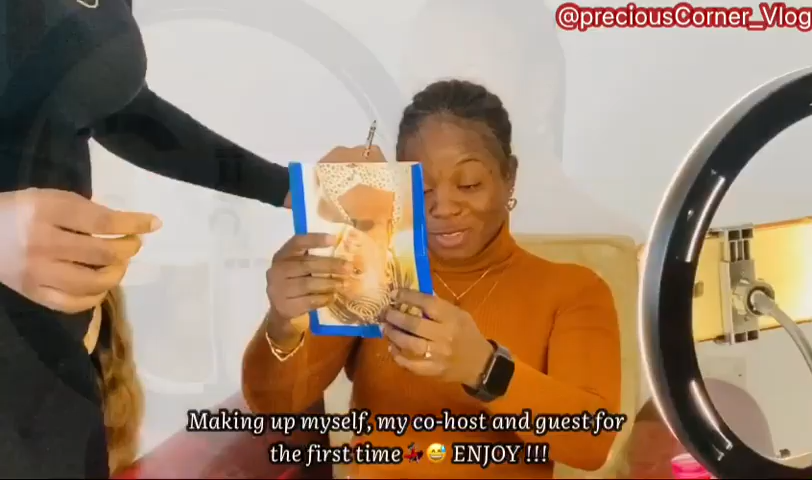 @preciousCorner_Vlog
Making up myself, my co-host and guest for
the first time💃😅 ENJOY !!!